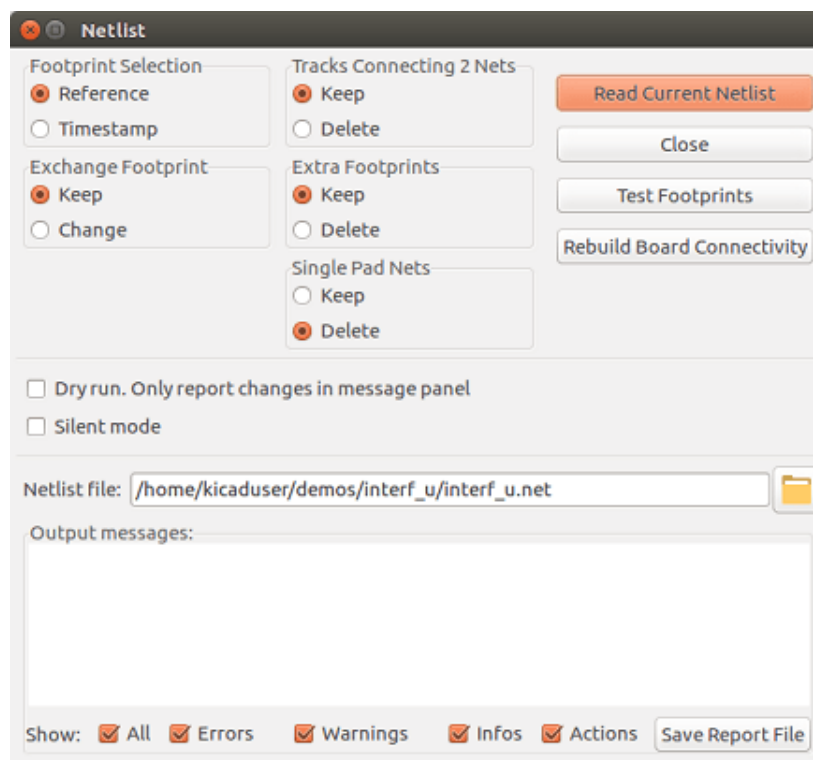 Netlist
Footprint Selection
Reference
Timestamp
Exchange Footprint
Keep
Change
Tracks Connecting 2 Nets
Keep
Delete
Extra Footprints
Keep
Delete
Single Pad Nets
Keep
Delete
Read Current Netlist
Close
Test Footprints
Rebuild Board Connectivity
Dry run. Only report changes in message panel
Silent mode
Netlist file: /home/kicaduser/demos/interf_u/interf_u.net
Output messages:
Show: All Errors Warnings Infos Actions Save Report File